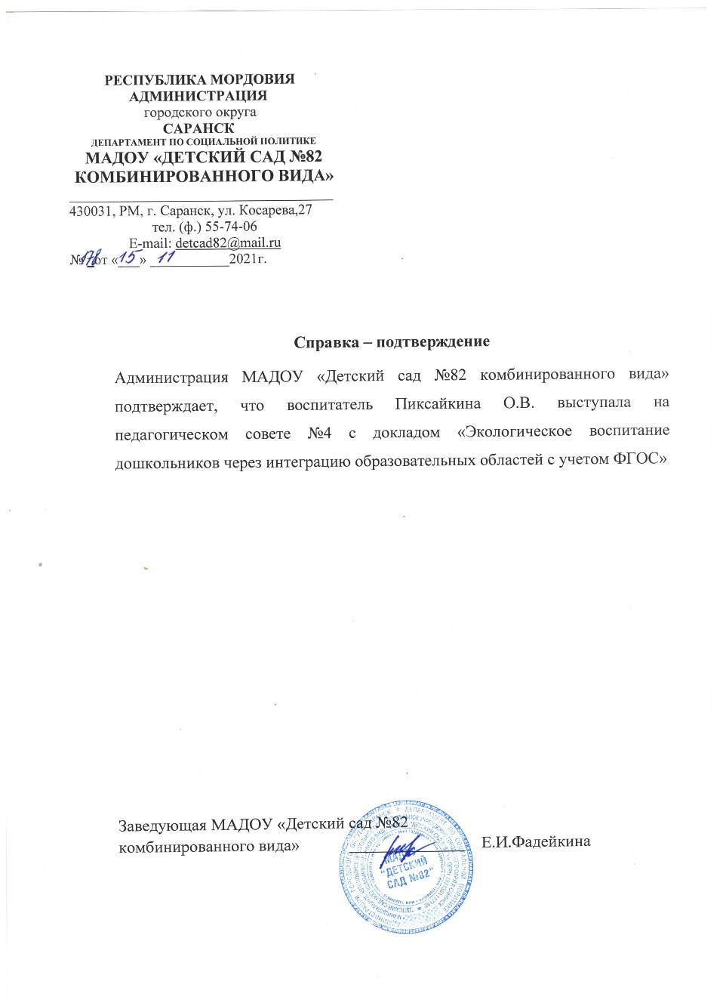 РЕСПУБЛИКА МОРДОВИЯ
АДМИНИСТРАЦИЯ
городского округа
САРАНСК
ДЕПАРТАМЕНТ ПО СОЦИАЛЬНОЙ ПОЛИТИКЕ
МАДОУ «ДЕТСКИЙ САД №82
КОМБИНИРОВАННОГО ВИДА»
430031, РМ, г. Саранск, ул. Косарева,27
тел. (ф.) 55-74-06
E-mail: detcad82@mail.ru
№ 178 от «15» 11 2021г.
Справка – подтверждение
Администрация МАДОУ «Детский сад №82 комбинированного вида»
подтверждает, что воспитатель Пиксайкина О.В. выступала на
педагогическом совете №4 с докладом «Экологическое воспитание
дошкольников через интеграцию образовательных областей с учетом ФГОС»
Заведующая МАДОУ «Детский сад №82
комбинированного вида» Е.И.Фадейкина
МАДОУ
"ДЕТСКИЙ
САД №82"